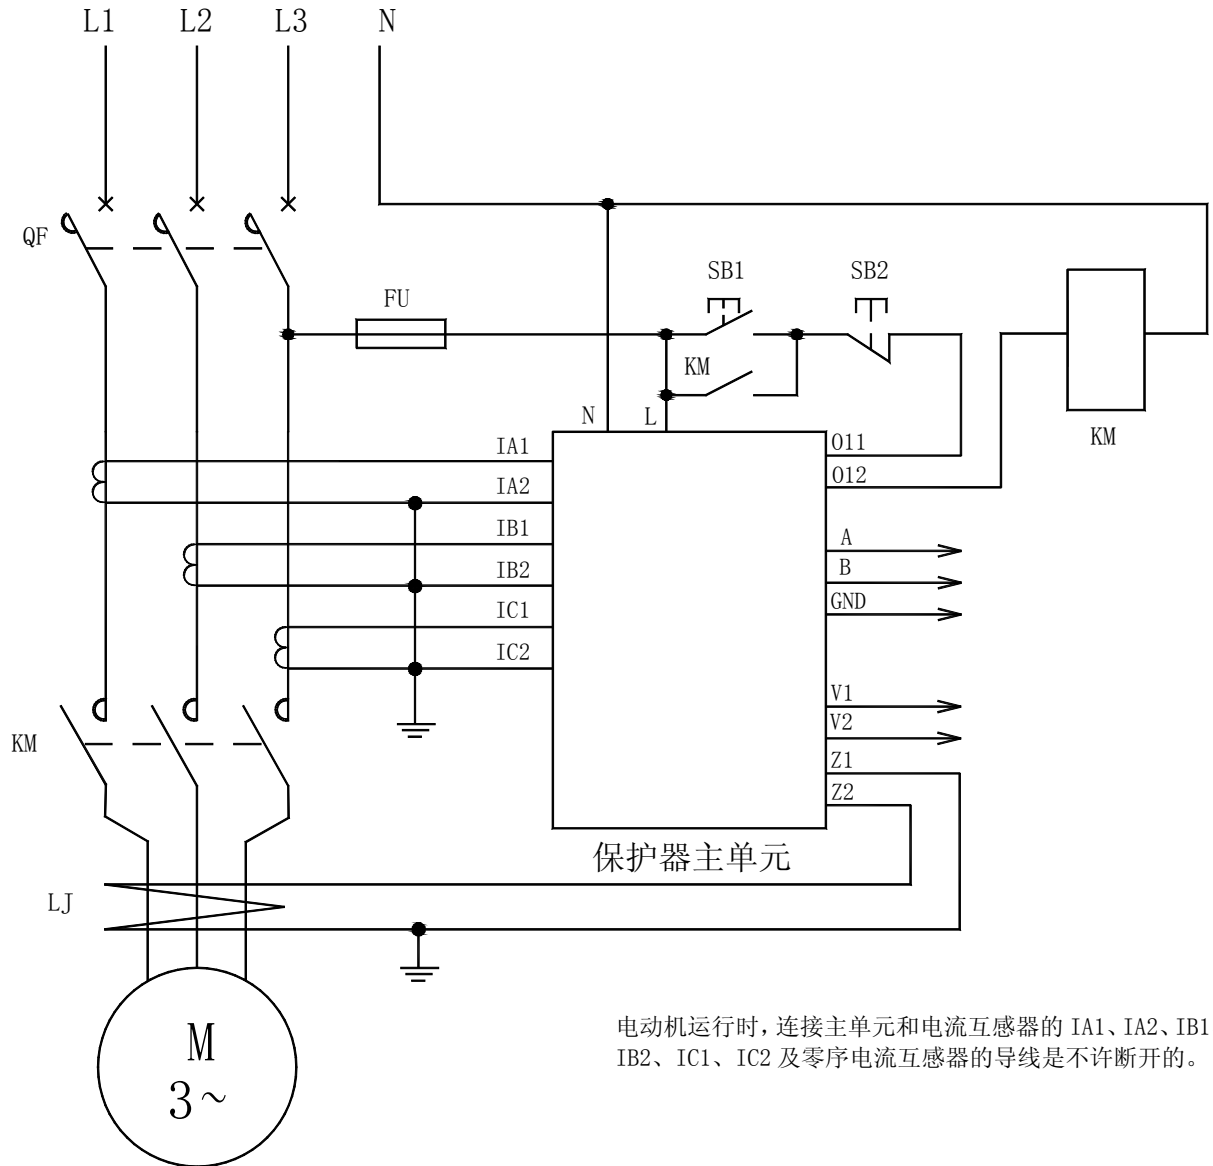 L1 L2 L3 N
QF
SB1 SB2
FU
KM
KM
N L
IA1
IA2
IB1
IB2
IC1
IC2
O11
O12
A
B
GND
V1
V2
Z1
Z2
KM
保护器主单元
LJ
M
3~
电动机运行时,连接主单元和电流互感器的 IA1、IA2、IB1
IB2、IC1、IC2 及零序电流互感器的导线是不许断开的。